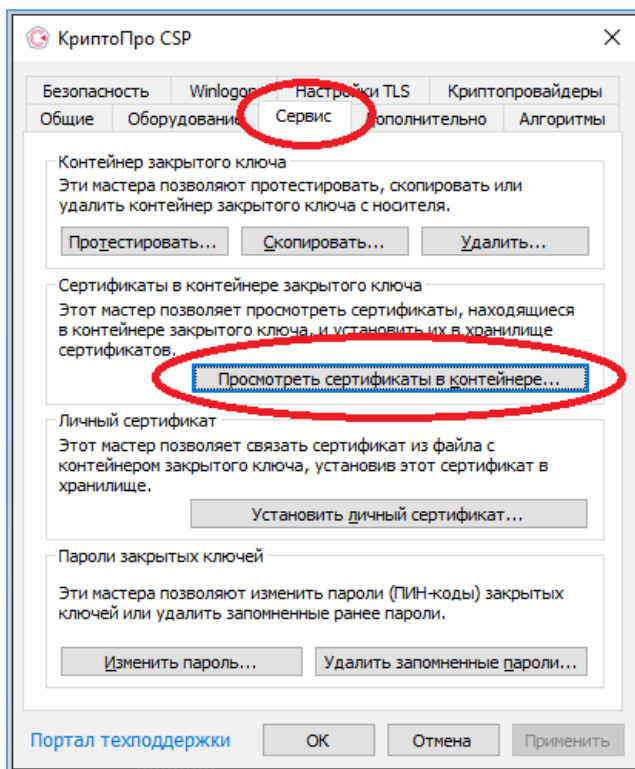 КриптоПро CSP
Безопасность Winlogon Настройки TLS Криптопровайдеры
Общие Оборудование Сервис Дополнительно Алгоритмы
Контейнер закрытого ключа
Эти мастера позволяют протестировать, скопировать или
удалить контейнер закрытого ключа с носителя.
Протестировать... Скопировать... Удалить...
Сертификаты в контейнере закрытого ключа
Этот мастер позволяет просмотреть сертификаты, находящиеся
в контейнере закрытого ключа, и установить их в хранилище
сертификатов.
Просмотреть сертификаты в контейнере...
Личный сертификат
Этот мастер позволяет связать сертификат из файла с
контейнером закрытого ключа, установив этот сертификат в
хранилище.
Установить личный сертификат...
Пароли закрытых ключей
Эти мастера позволяют изменить пароли (ПИН-коды) закрытых
ключей или удалить запомненные ранее пароли.
Изменить пароль... Удалить запомненные пароли...
Портал техподдержки ОК Отмена Применить